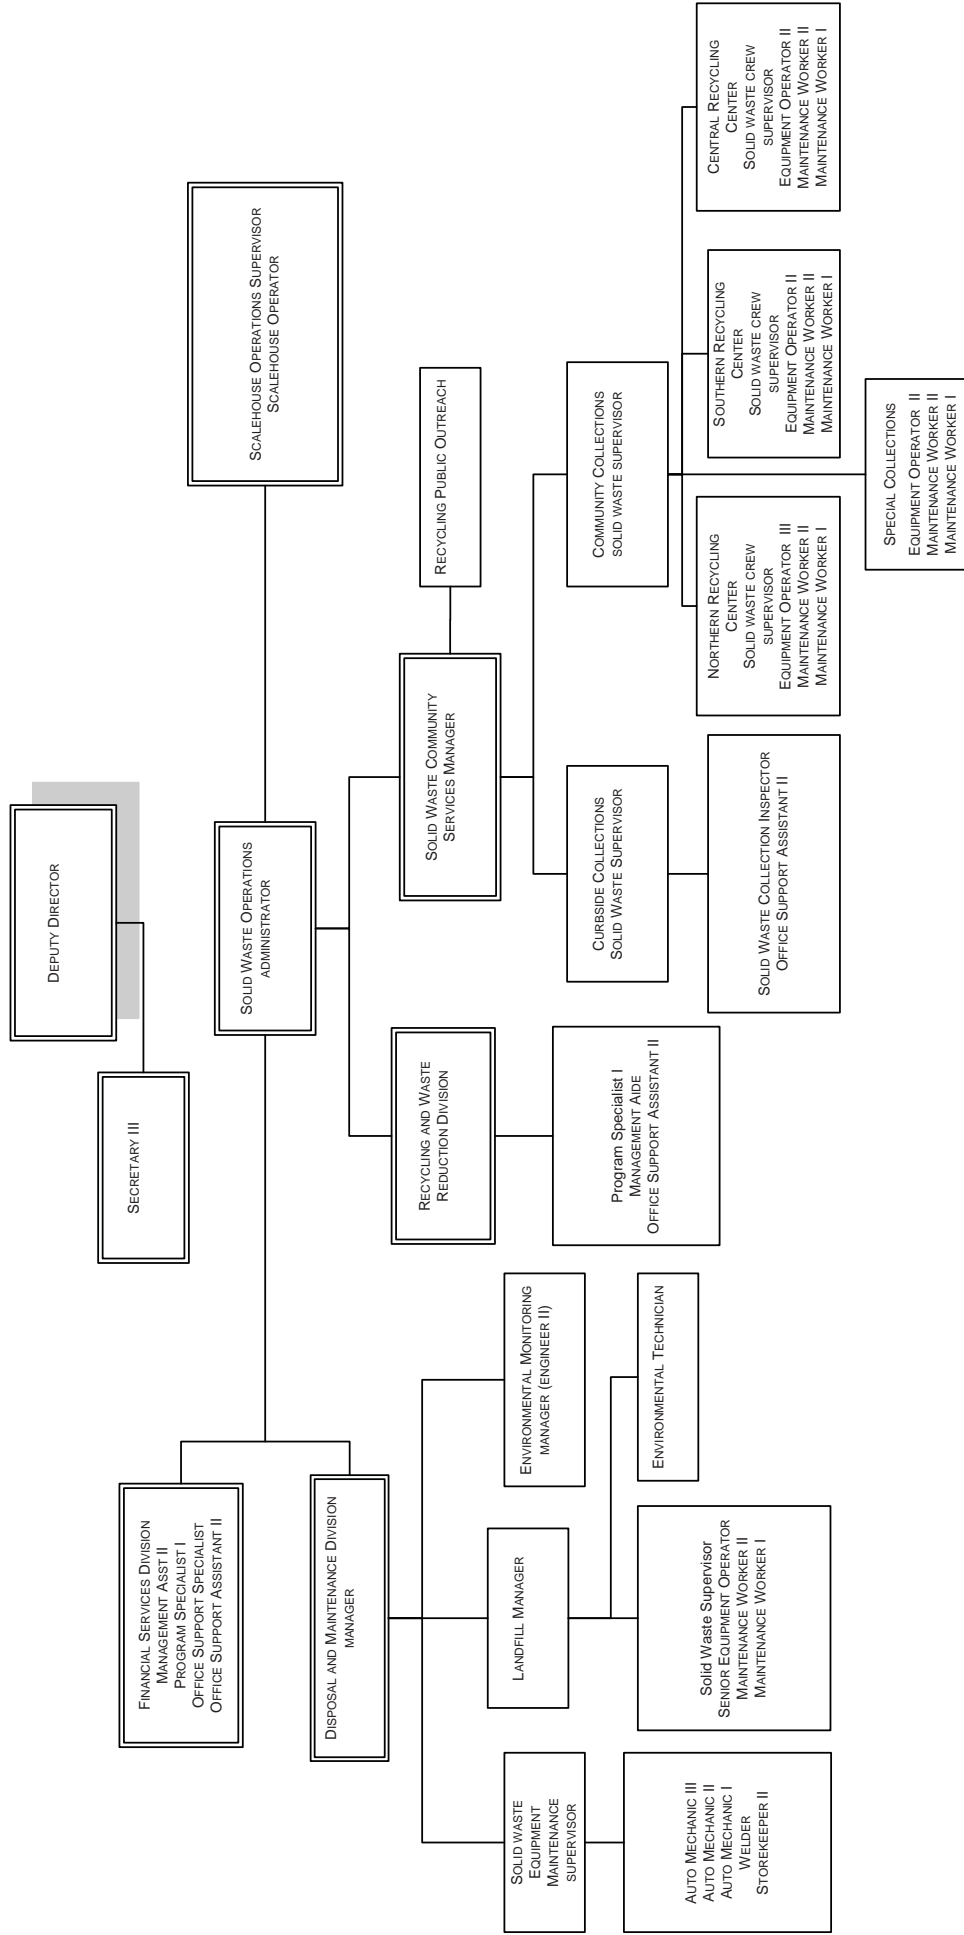 DEPUTY DIRECTOR
SECRETARY III
SOLID WASTE OPERATIONS
ADMINISTRATOR
SCALEHOUSE OPERATIONS SUPERVISOR
SCALEHOUSE OPERATOR
FINANCIAL SERVICES DIVISION
MANAGEMENT ASST II
PROGRAM SPECIALIST I
OFFICE SUPPORT SPECIALIST
OFFICE SUPPORT ASSISTANT II
DISPOSAL AND MAINTENANCE DIVISION
MANAGER
RECYCLING AND WASTE
REDUCTION DIVISION
SOLID WASTE COMMUNITY
SERVICES MANAGER
RECYCLING PUBLIC OUTREACH
SOLID WASTE
EQUIPMENT
MAINTENANCE
SUPERVISOR
LANDFILL MANAGER
ENVIRONMENTAL MONITORING
MANAGER (ENGINEER II)
Program Specialist I
MANAGEMENT AIDE
OFFICE SUPPORT ASSISTANT II
CURBSIDE COLLECTIONS
SOLID WASTE SUPERVISOR
COMMUNITY COLLECTIONS
SOLID WASTE SUPERVISOR
AUTO MECHANIC III
AUTO MECHANIC II
AUTO MECHANIC I
WELDER
STOREKEEPER II
Solid Waste Supervisor
SENIOR EQUIPMENT OPERATOR
MAINTENANCE WORKER II
MAINTENANCE WORKER I
ENVIRONMENTAL TECHNICIAN
SOLID WASTE COLLECTION INSPECTOR
OFFICE SUPPORT ASSISTANT II
NORTHERN RECYCLING
CENTER
SOLID WASTE CREW
SUPERVISOR
EQUIPMENT OPERATOR III
MAINTENANCE WORKER II
MAINTENANCE WORKER I
SOUTHERN RECYCLING
CENTER
SOLID WASTE CREW
SUPERVISOR
EQUIPMENT OPERATOR II
MAINTENANCE WORKER II
MAINTENANCE WORKER I
CENTRAL RECYCLING
CENTER
SOLID WASTE CREW
SUPERVISOR
EQUIPMENT OPERATOR II
MAINTENANCE WORKER II
MAINTENANCE WORKER I
SPECIAL COLLECTIONS
EQUIPMENT OPERATOR II
MAINTENANCE WORKER II
MAINTENANCE WORKER I